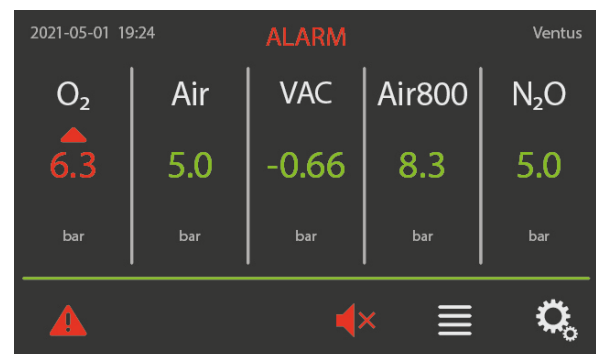 2021-05-01 19:24 ALARM Ventus
O₂ Air VAC Air800 N₂O
6.3 5.0 -0.66 8.3 5.0
bar bar bar bar bar